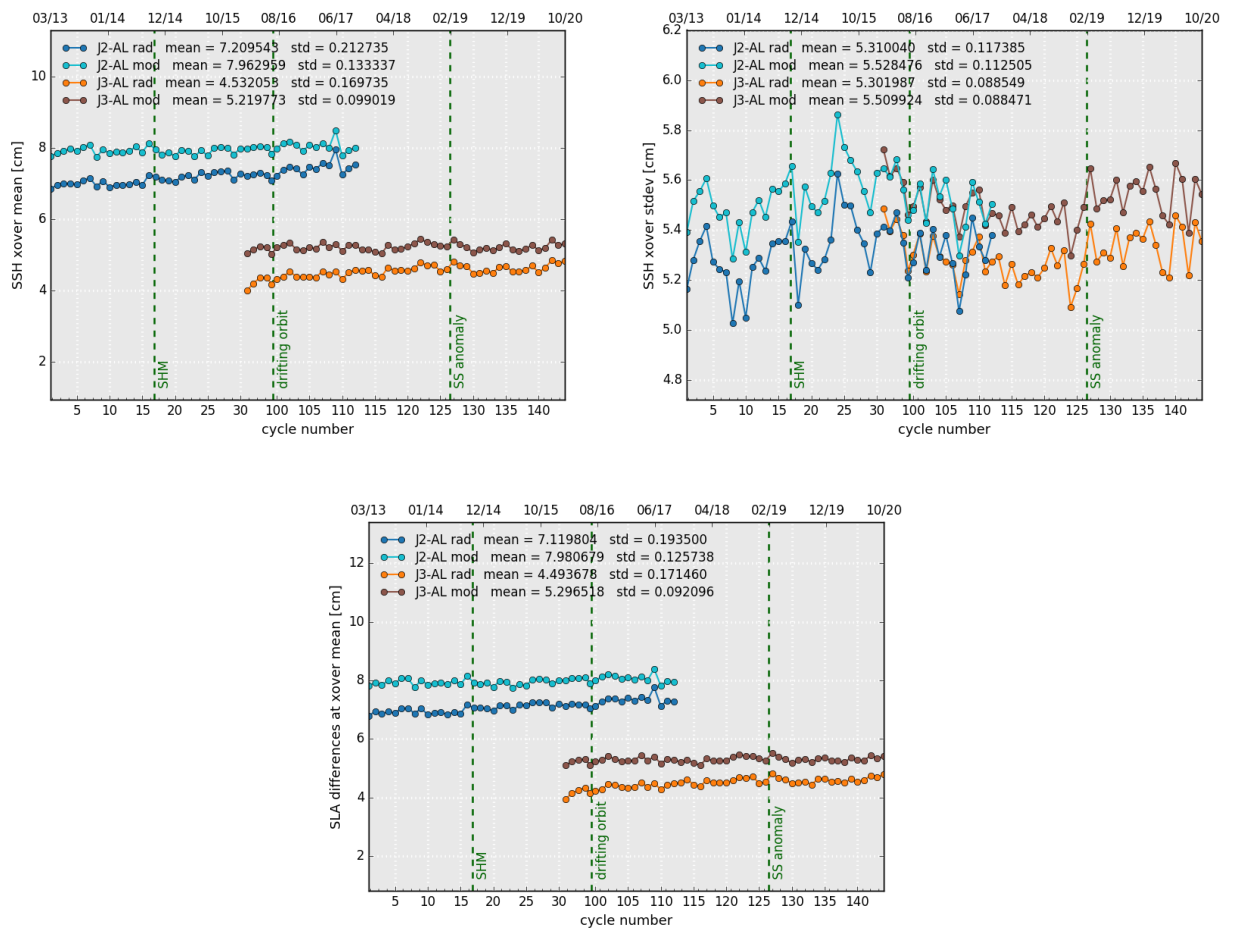 03/13 01/14 12/14 10/15 08/16 06/17 04/18 02/19 12/19 10/20
SSH xover mean [cm]
10
8
6
4
2
J2-AL rad mean = 7.209543 std = 0.212735
J2-AL mod mean = 7.962959 std = 0.133337
J3-AL rad mean = 4.532053 std = 0.169735
J3-AL mod mean = 5.219773 std = 0.099019
SHM
drifting orbit
SS anomaly
5 10 15 20 25 30 100 105 110 115 120 125 130 135 140
cycle number
03/13 01/14 12/14 10/15 08/16 06/17 04/18 02/19 12/19 10/20
SSH xover stdev [cm]
6.2
6.0
5.8
5.6
5.4
5.2
5.0
4.8
J2-AL rad mean = 5.310040 std = 0.117385
J2-AL mod mean = 5.528476 std = 0.112505
J3-AL rad mean = 5.301987 std = 0.088549
J3-AL mod mean = 5.509924 std = 0.088471
SHM
drifting orbit
SS anomaly
5 10 15 20 25 30 100 105 110 115 120 125 130 135 140
cycle number
03/13 01/14 12/14 10/15 08/16 06/17 04/18 02/19 12/19 10/20
SLA differences at xover mean [cm]
12
10
8
6
4
2
J2-AL rad mean = 7.119804 std = 0.193500
J2-AL mod mean = 7.980679 std = 0.125738
J3-AL rad mean = 4.493678 std = 0.171460
J3-AL mod mean = 5.296518 std = 0.092096
SHM
drifting orbit
SS anomaly
5 10 15 20 25 30 100 105 110 115 120 125 130 135 140
cycle number